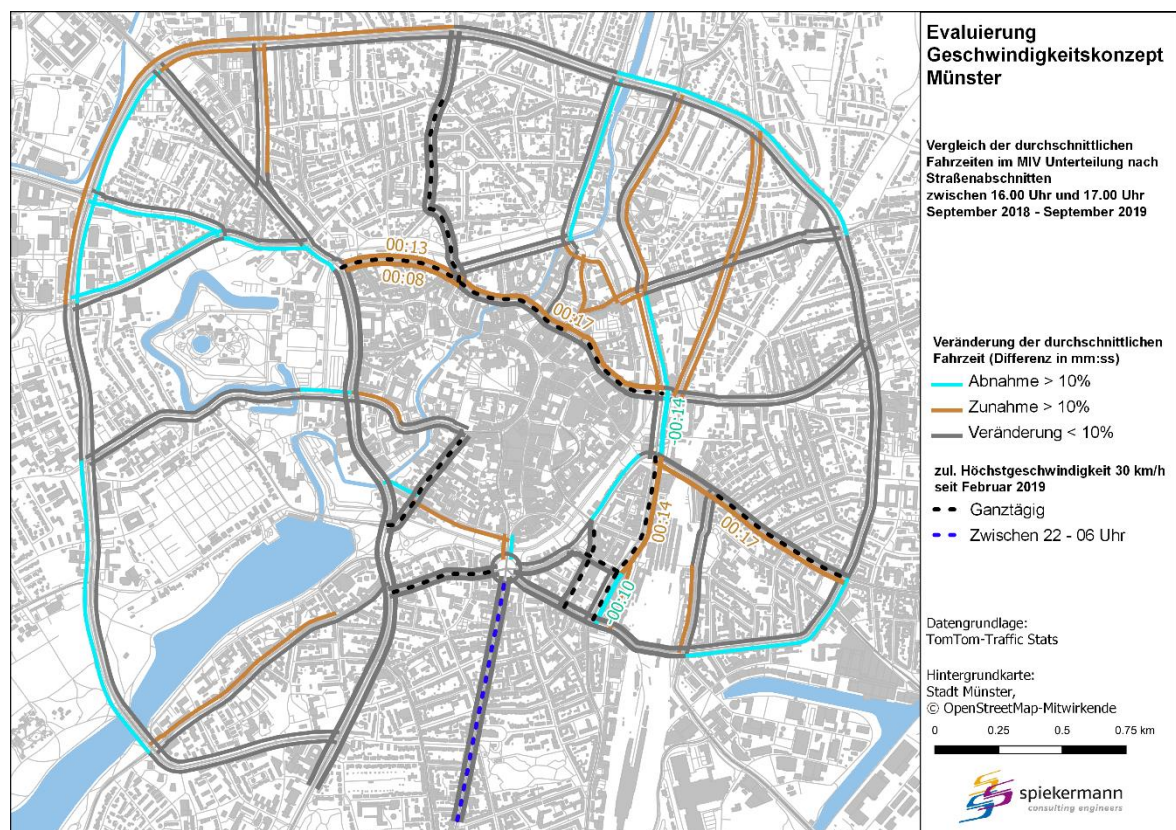 Evaluierung
Geschwindigkeitskonzept
Münster
Vergleich der durchschnittlichen
Fahrzeiten im MIV Unterteilung nach
Straßenabschnitten
zwischen 16.00 Uhr und 17.00 Uhr
September 2018 - September 2019
Veränderung der durchschnittlichen
Fahrzeit (Differenz in mm:ss)
Abnahme > 10%
Zunahme > 10%
Veränderung < 10%
zul. Höchstgeschwindigkeit 30 km/h
seit Februar 2019
Ganztägig
Zwischen 22 - 06 Uhr
Datengrundlage:
TomTom-Traffic Stats
Hintergrundkarte:
Stadt Münster,
© OpenStreetMap-Mitwirkende
0 0.25 0.5 0.75 km
spiekermann
consulting engineers
00:13
00:08
00:17
-00:14
00:14
00:17
-00:10